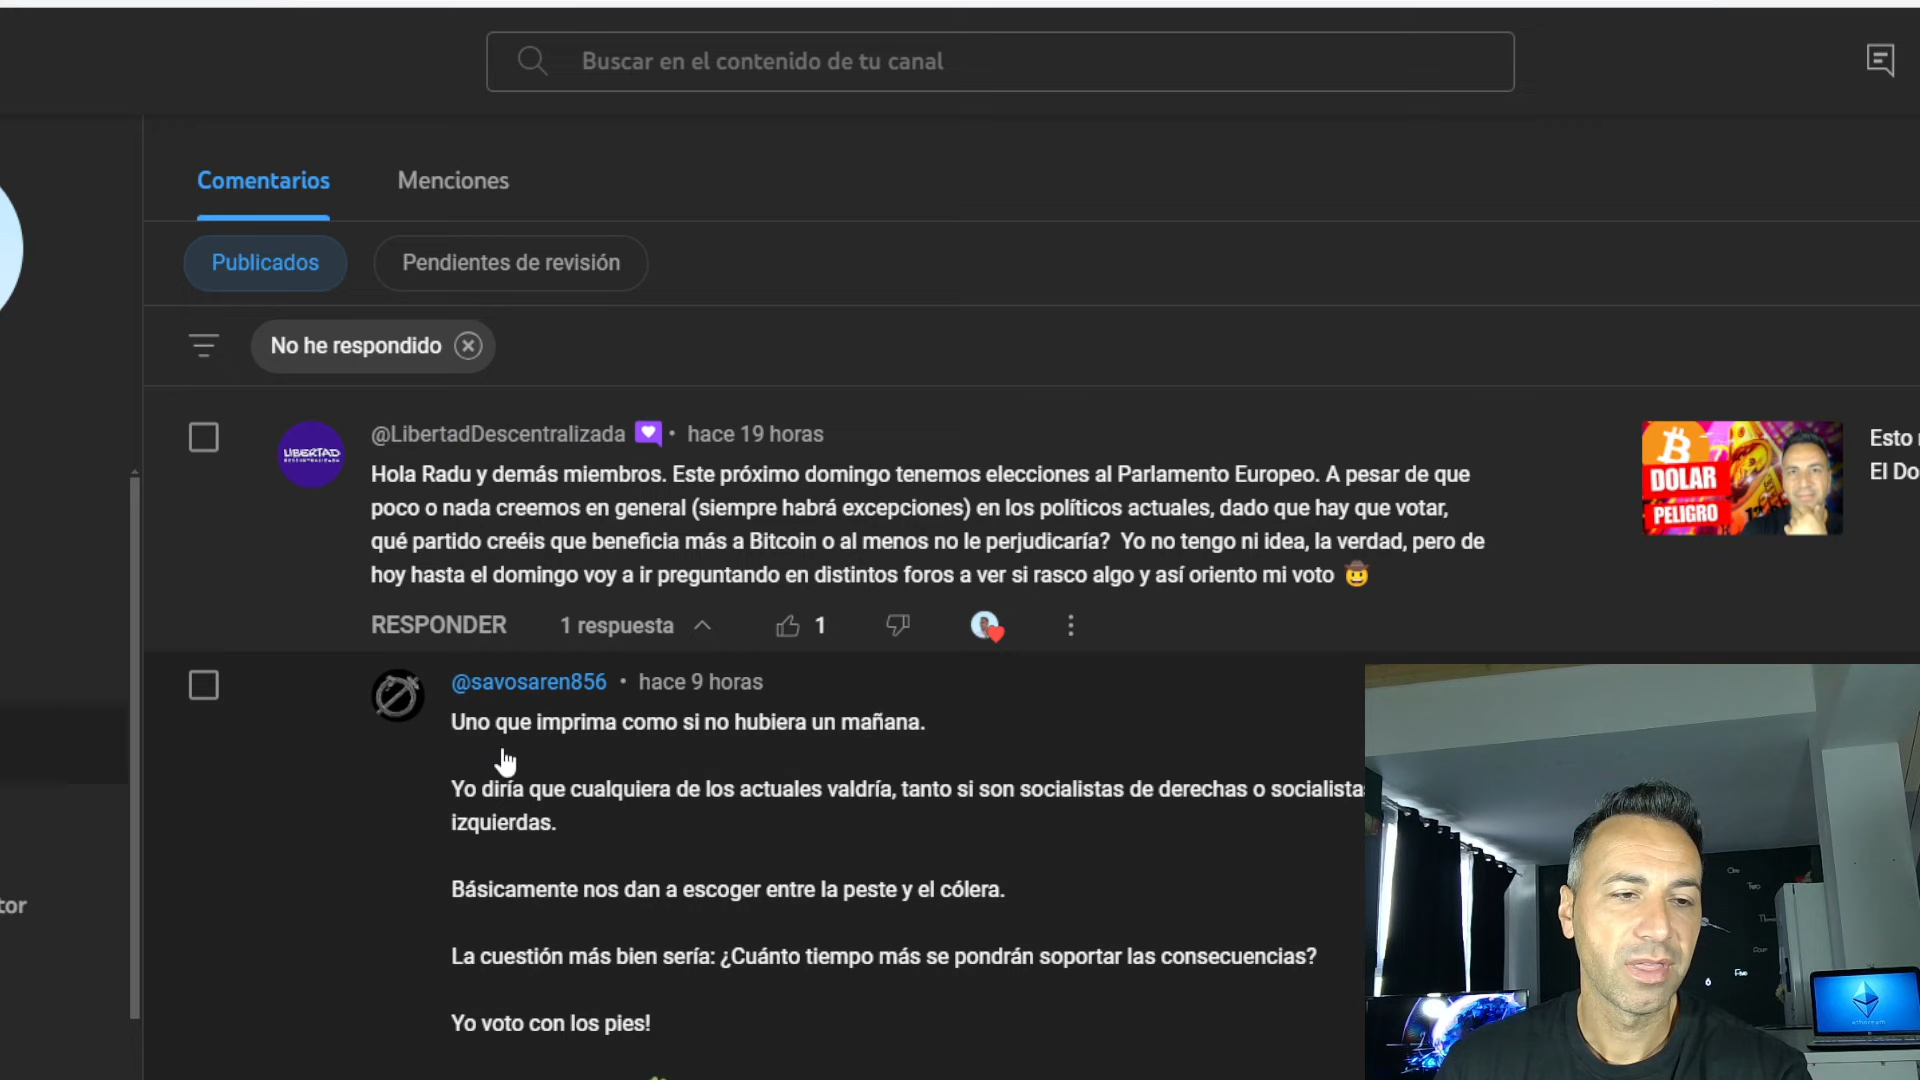 Buscar en el contenido de tu canal
Comentarios
Menciones
Publicados
Pendientes de revisión
No he respondido
LIBERTAD
DESCENTRALIZADA
@LibertadDescentralizada • hace 19 horas
Hola Radu y demás miembros. Este próximo domingo tenemos elecciones al Parlamento Europeo. A pesar de que
poco o nada creemos en general (siempre habrá excepciones) en los políticos actuales, dado que hay que votar,
qué partido creéis que beneficia más a Bitcoin o al menos no le perjudicaría? Yo no tengo ni idea, la verdad, pero de
hoy hasta el domingo voy a ir preguntando en distintos foros a ver si rasco algo y así oriento mi voto 🤠
RESPONDER
1 respuesta
1
DOLAR
PELIGRO
Esto
El Do
@savosaren856 • hace 9 horas
Uno que imprima como si no hubiera un mañana.
Yo diría que cualquiera de los actuales valdría, tanto si son socialistas de derechas o socialista
izquierdas.
Básicamente nos dan a escoger entre la peste y el cólera.
La cuestión más bien sería: ¿Cuánto tiempo más se pondrán soportar las consecuencias?
Yo voto con los pies!
tor
One
Two
Four
Five
6
ethereum